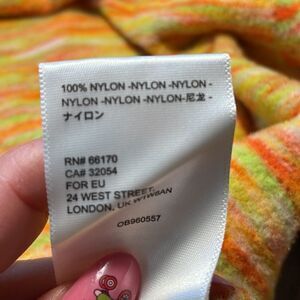 100% NYLON -NYLON -NYLON -
NYLON -NYLON -NYLON-尼龙 -
ナイロン
RN# 66170
CA# 32054
FOR EU
24 WEST STREET,
LONDON, UK W1W6AN
OB960557